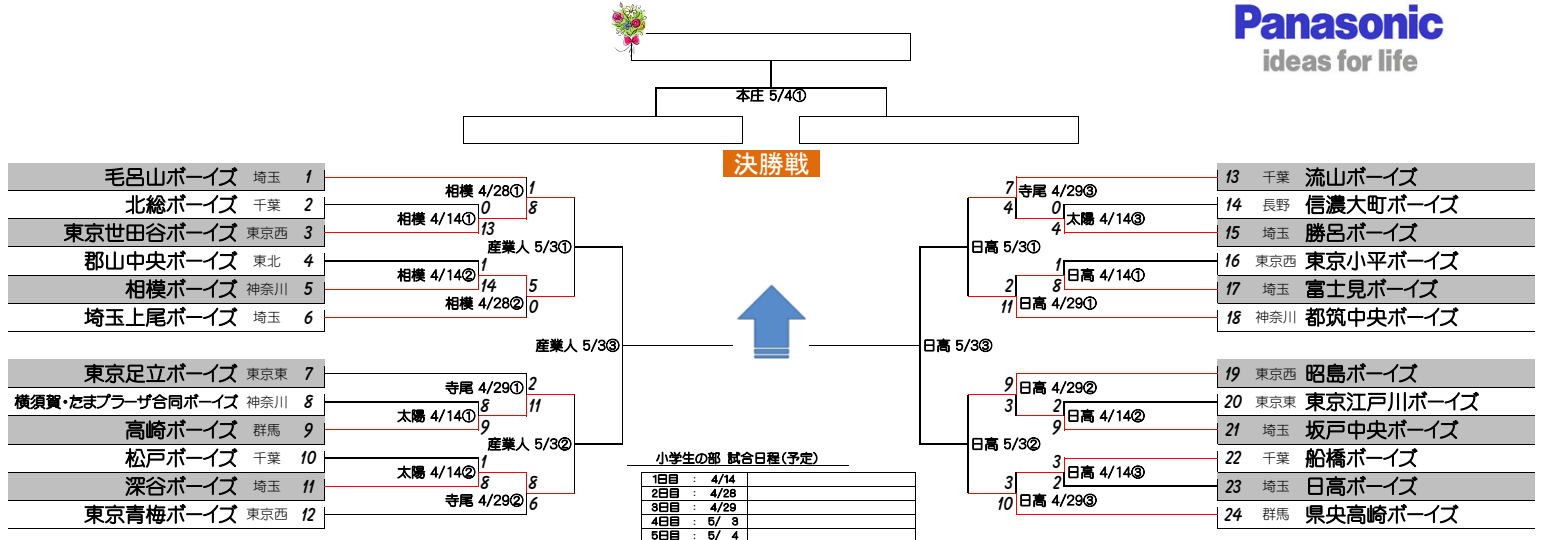 Panasonic
ideas for life
本庄 5/4①
決勝戦
毛呂山ボーイズ 埼玉 1
北総ボーイズ 千葉 2
東京世田谷ボーイズ 東京西 3
郡山中央ボーイズ 東北 4
相模ボーイズ 神奈川 5
埼玉上尾ボーイズ 埼玉 6
相模 4/28① 1
8
相模 4/14① 0
13
産業人 5/3①
相模 4/14② 1
14
5
相模 4/28② 0
産業人 5/3③
東京足立ボーイズ 東京東 7
横須賀・たまプラーザ合同ボーイズ 神奈川 8
高崎ボーイズ 群馬 9
松戸ボーイズ 千葉 10
深谷ボーイズ 埼玉 11
東京青梅ボーイズ 東京西 12
寺尾 4/29① 2
11
太陽 4/14① 8
9
産業人 5/3②
太陽 4/14② 1
8
8
寺尾 4/29② 6
13 千葉 流山ボーイズ
14 長野 信濃大町ボーイズ
15 埼玉 勝呂ボーイズ
16 東京西 東京小平ボーイズ
17 埼玉 富士見ボーイズ
18 神奈川 都筑中央ボーイズ
7 寺尾 4/29③
4
0 太陽 4/14③
4
日高 5/3①
1 日高 4/14①
8
2
11 日高 4/29①
日高 5/3③
19 東京西 昭島ボーイズ
20 東京東 東京江戸川ボーイズ
21 埼玉 坂戸中央ボーイズ
22 千葉 船橋ボーイズ
23 埼玉 日高ボーイズ
24 群馬 県央高崎ボーイズ
9 日高 4/29②
3
2 日高 4/14②
9
日高 5/3②
3 日高 4/14③
2
3
10 日高 4/29③
小学生の部 試合日程(予定)
1日目 : 4/14
2日目 : 4/28
3日目 : 4/29
4日目 : 5/ 3
5日目 : 5/ 4